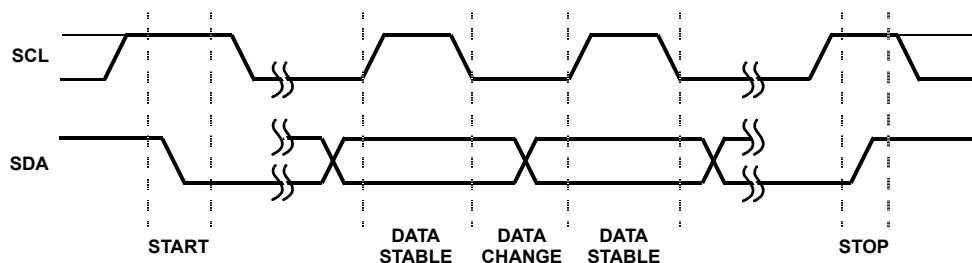 SCL
SDA
START
DATA
STABLE
DATA
CHANGE
DATA
STABLE
STOP